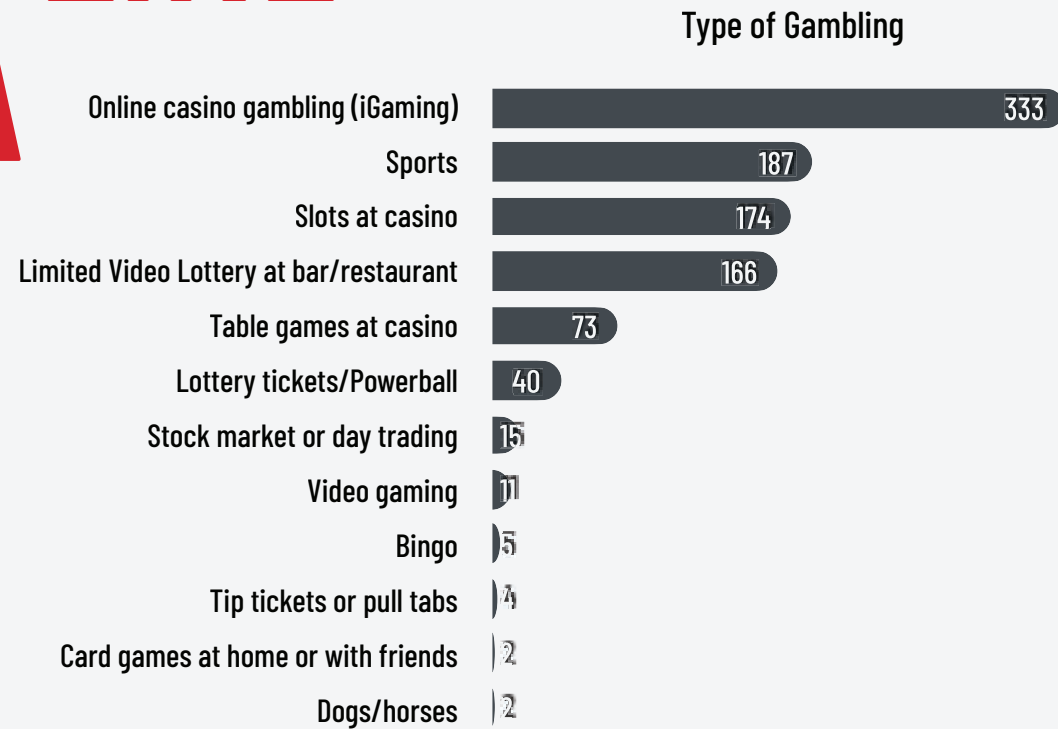 Type of Gambling
Online casino gambling (iGaming) 333
Sports 187
Slots at casino 174
Limited Video Lottery at bar/restaurant 166
Table games at casino 73
Lottery tickets/Powerball 40
Stock market or day trading 15
Video gaming 11
Bingo 5
Tip tickets or pull tabs 4
Card games at home or with friends 2
Dogs/horses 2